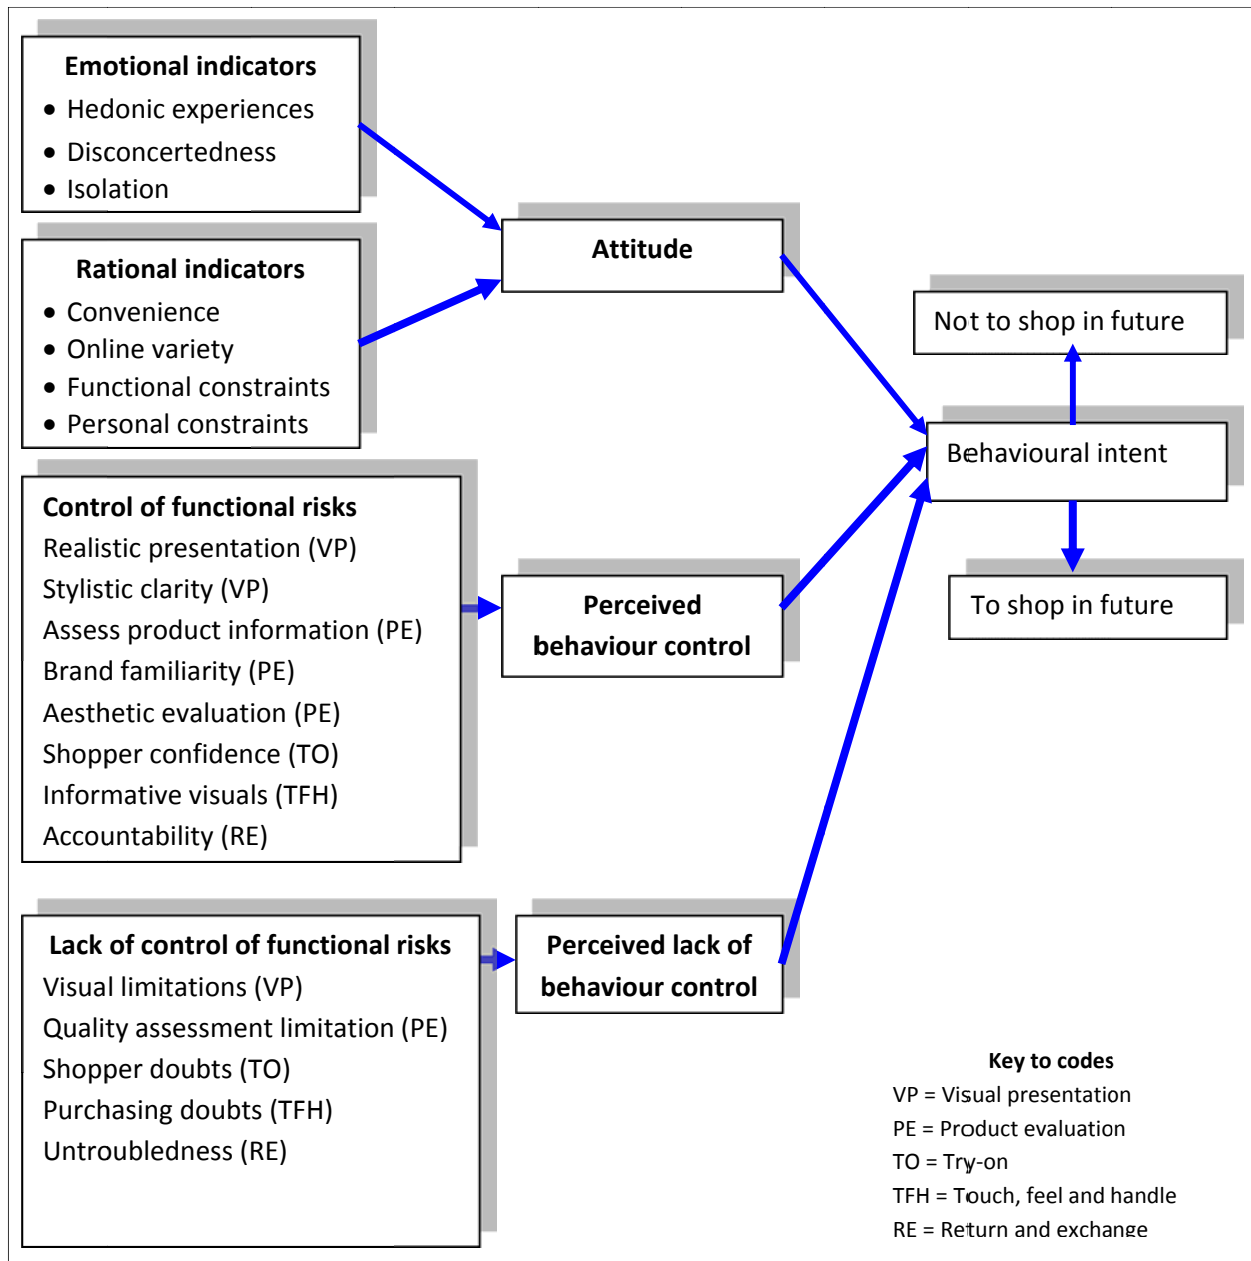 Emotional indicators
• Hedonic experiences
• Disconcertedness
• Isolation
Rational indicators
• Convenience
• Online variety
• Functional constraints
• Personal constraints
Attitude
Not to shop in future
Behavioural intent
To shop in future
Control of functional risks
Realistic presentation (VP)
Stylistic clarity (VP)
Assess product information (PE)
Brand familiarity (PE)
Aesthetic evaluation (PE)
Shopper confidence (TO)
Informative visuals (TFH)
Accountability (RE)
Perceived
behaviour control
Lack of control of functional risks
Visual limitations (VP)
Quality assessment limitation (PE)
Shopper doubts (TO)
Purchasing doubts (TFH)
Untroubledness (RE)
Perceived lack of
behaviour control
Key to codes
VP = Visual presentation
PE = Product evaluation
TO = Try-on
TFH = Touch, feel and handle
RE = Return and exchange